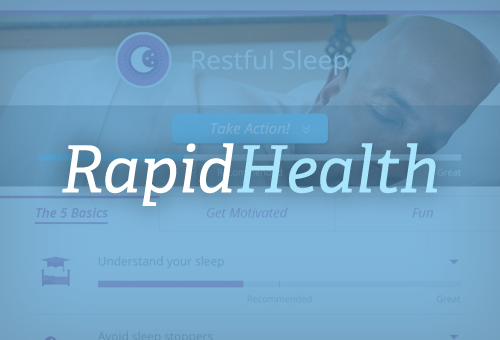 Restful Sleep
Take Action!
RapidHealth
Great
The 5 Basics
Get Motivated
Fun
Understand your sleep
Recommended
Great
Avoid sleep stoppers